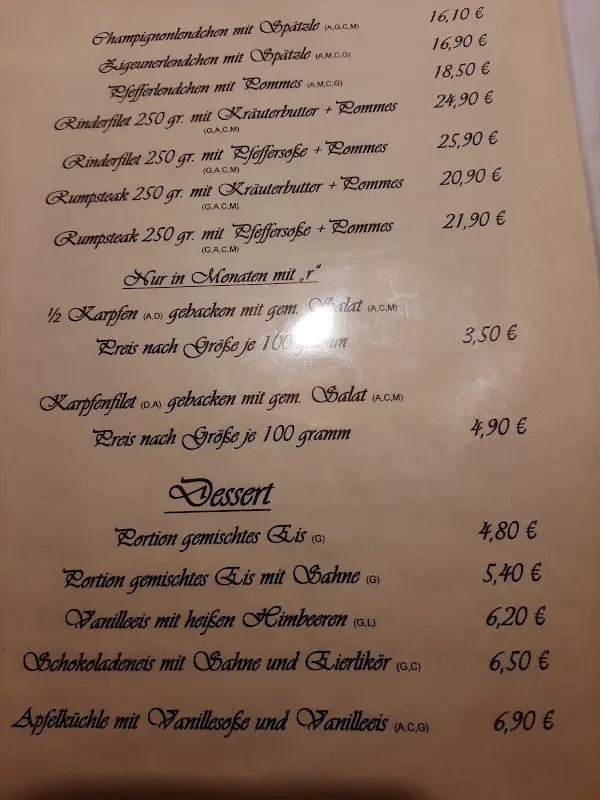 Champignonlendchen mit Spätzle (A,G,C,M) 16,10 €
Zigeunerlendchen mit Spätzle (A,M,C,G) 16,90 €
Pfefferlendchen mit Pommes (A,M,C,G) 18,50 €
Rinderfilet 250 gr. mit Kräuterbutter + Pommes 24,90 €
(G,A,C,M)
Rinderfilet 250 gr. mit Pfeffersoße + Pommes 25,90 €
(G,A,C,M)
Rumpsteak 250 gr. mit Kräuterbutter + Pommes 20,90 €
(G,A,C,M)
Rumpsteak 250 gr. mit Pfeffersoße + Pommes 21,90 €
(G,A,C,M)
Nur in Monaten mit „r“
½ Karpfen (A,D) gebacken mit gem. Salat (A,C,M)
Preis nach Größe je 100 gramm 3,50 €
Karpfenfilet (D,A) gebacken mit gem. Salat (A,C,M)
Preis nach Größe je 100 gramm 4,90 €
Dessert
Portion gemischtes Eis (G) 4,80 €
Portion gemischtes Eis mit Sahne (G) 5,40 €
Vanilleeis mit heißen Himbeeren (G,L) 6,20 €
Schokoladeneis mit Sahne und Eierlikör (G,C) 6,50 €
Apfelküchle mit Vanillesoße und Vanilleeis (A,C,G) 6,90 €